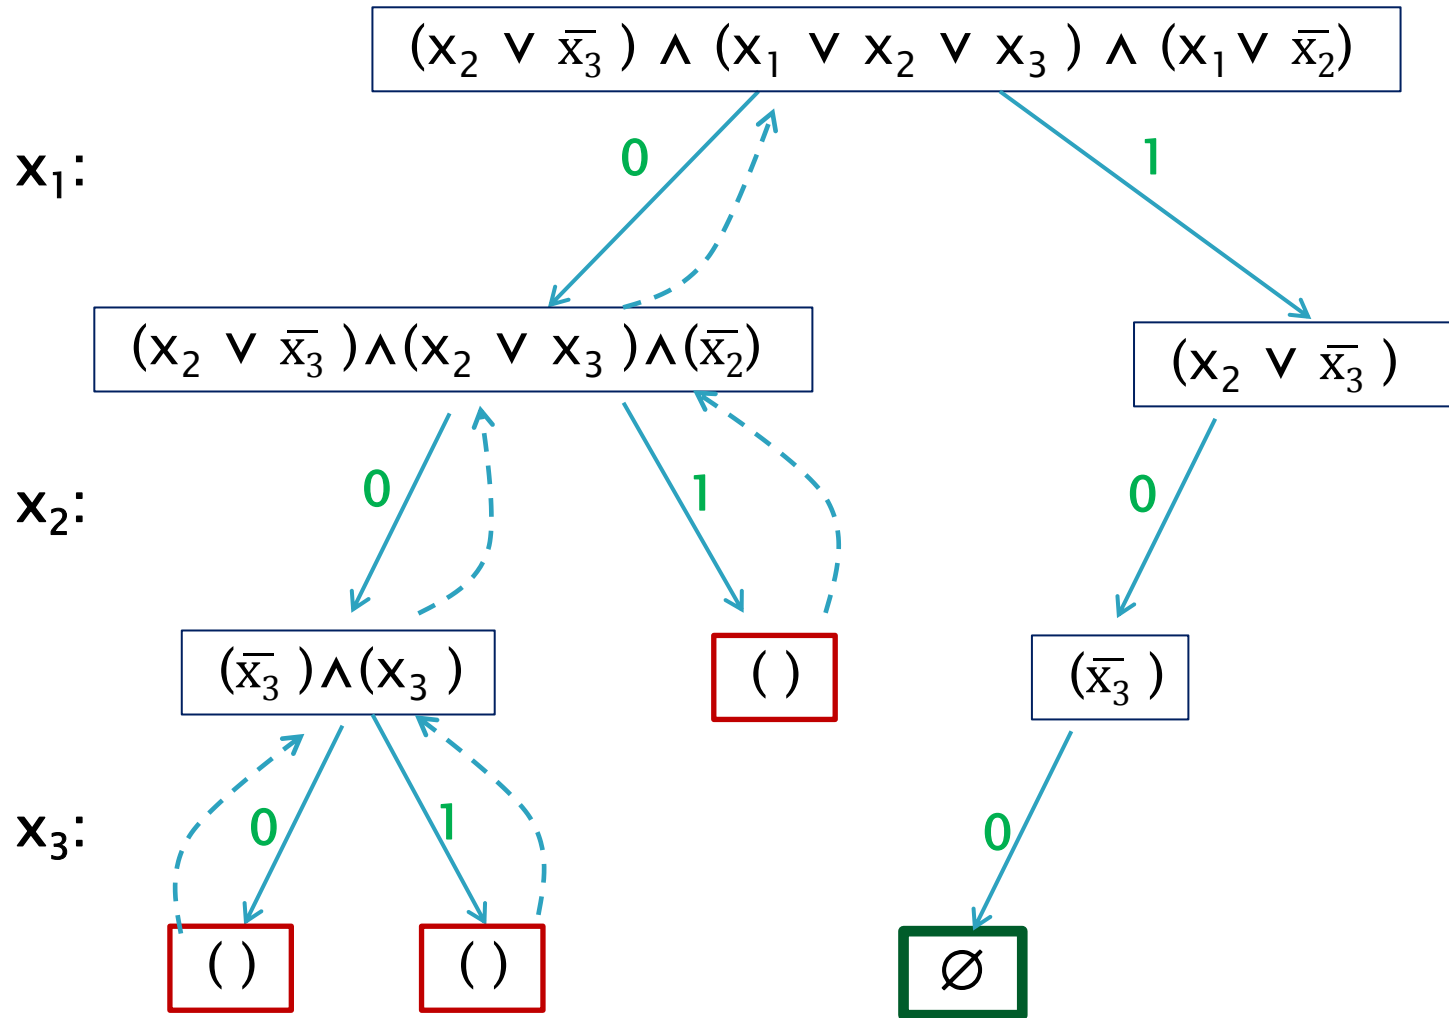 (x₂ ∨ x̅₃ ) ∧ (x₁ ∨ x₂ ∨ x₃ ) ∧ (x₁∨ x̅₂)
x₁:
0
1
(x₂ ∨ x̅₃ )∧(x₂ ∨ x₃ )∧(x̅₂)
(x₂ ∨ x̅₃ )
x₂:
0
1
0
(x̅₃ )∧(x₃ )
( )
(x̅₃ )
x₃:
0
1
0
( )
( )
∅